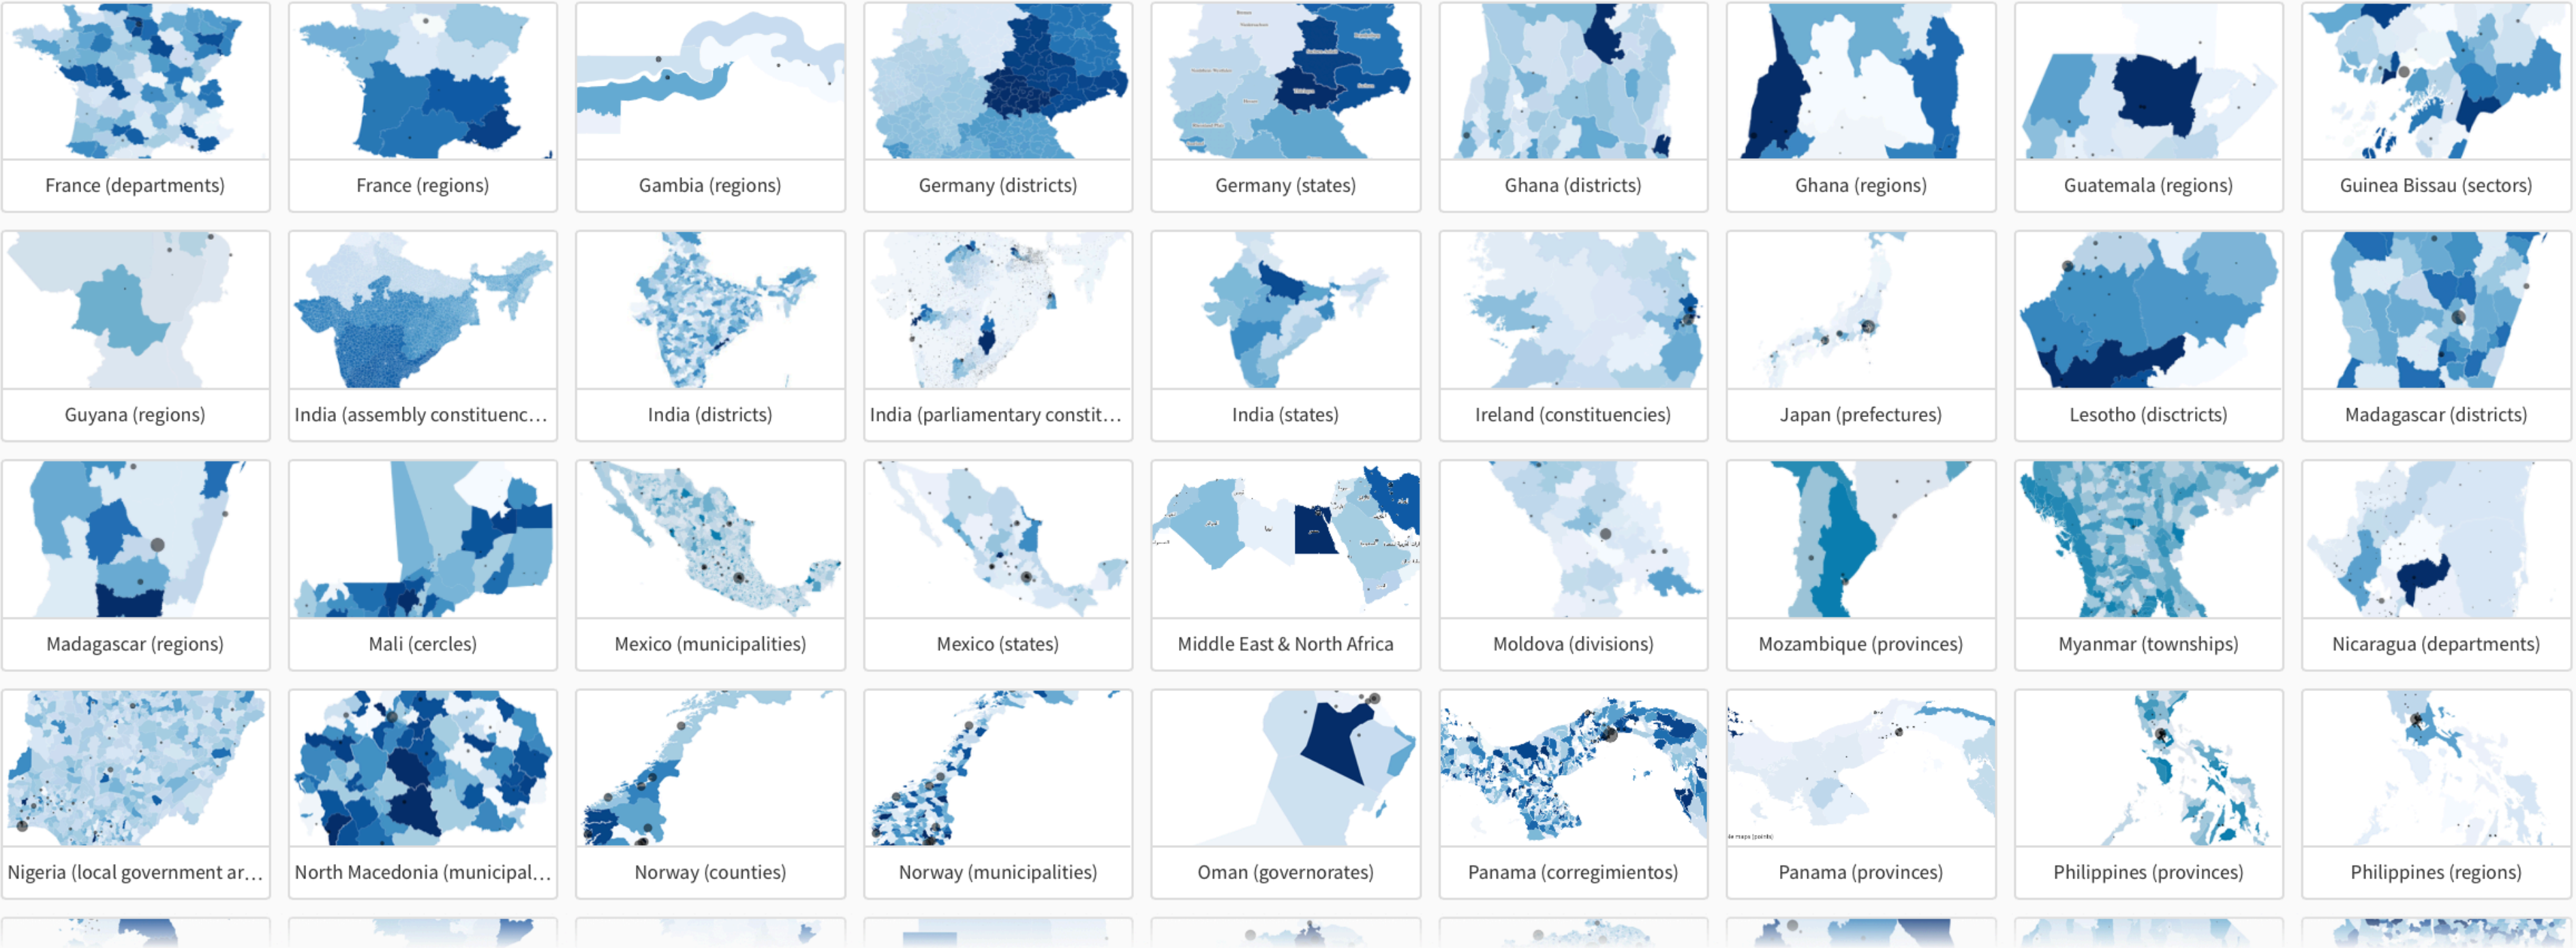 France (departments)
France (regions)
Gambia (regions)
Germany (districts)
Germany (states)
Ghana (districts)
Ghana (regions)
Guatemala (regions)
Guinea Bissau (sectors)
Guyana (regions)
India (assembly constituenc…
India (districts)
India (parliamentary constit…
India (states)
Ireland (constituencies)
Japan (prefectures)
Lesotho (disctricts)
Madagascar (districts)
Madagascar (regions)
Mali (cercles)
Mexico (municipalities)
Mexico (states)
Middle East & North Africa
Moldova (divisions)
Mozambique (provinces)
Myanmar (townships)
Nicaragua (departments)
Nigeria (local government ar…
North Macedonia (municipal…
Norway (counties)
Norway (municipalities)
Oman (governorates)
Panama (corregimientos)
Panama (provinces)
Philippines (provinces)
Philippines (regions)